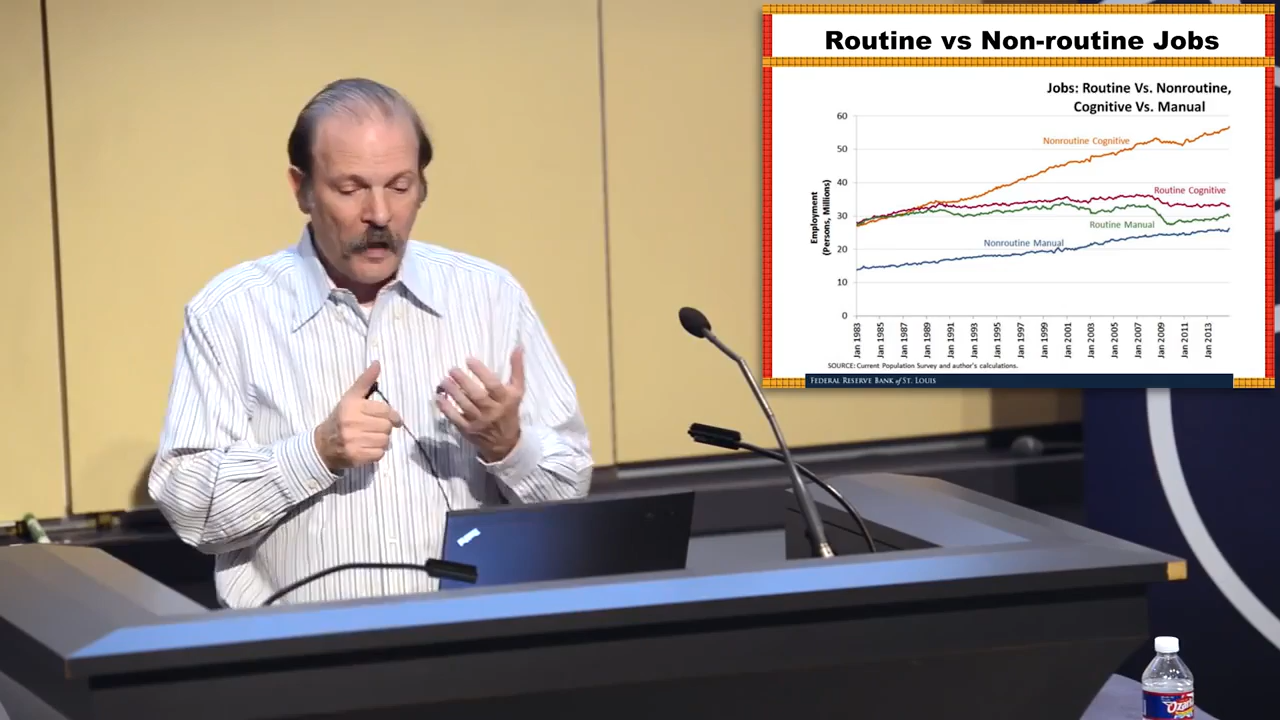 Routine vs Non-routine Jobs
Jobs: Routine Vs. Nonroutine,
Cognitive Vs. Manual
60
50
40
30
20
10
0
Employment
(Persons, Millions)
Nonroutine Cognitive
Routine Cognitive
Routine Manual
Nonroutine Manual
Jan 1983
Jan 1985
Jan 1987
Jan 1989
Jan 1991
Jan 1993
Jan 1995
Jan 1997
Jan 1999
Jan 2001
Jan 2003
Jan 2005
Jan 2007
Jan 2009
Jan 2011
Jan 2013
SOURCE: Current Population Survey and author's calculations.
FEDERAL RESERVE BANK of ST. LOUIS